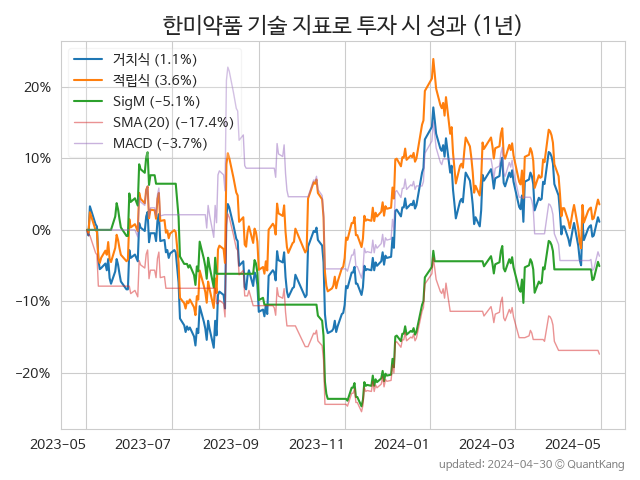 한미약품 기술 지표로 투자 시 성과 (1년)
거치식 (1.1%)
적립식 (3.6%)
SigM (−5.1%)
SMA(20) (−17.4%)
MACD (−3.7%)
20%
10%
0%
−10%
−20%
2023-05 2023-07 2023-09 2023-11 2024-01 2024-03 2024-05
updated: 2024-04-30 ⓒ QuantKang